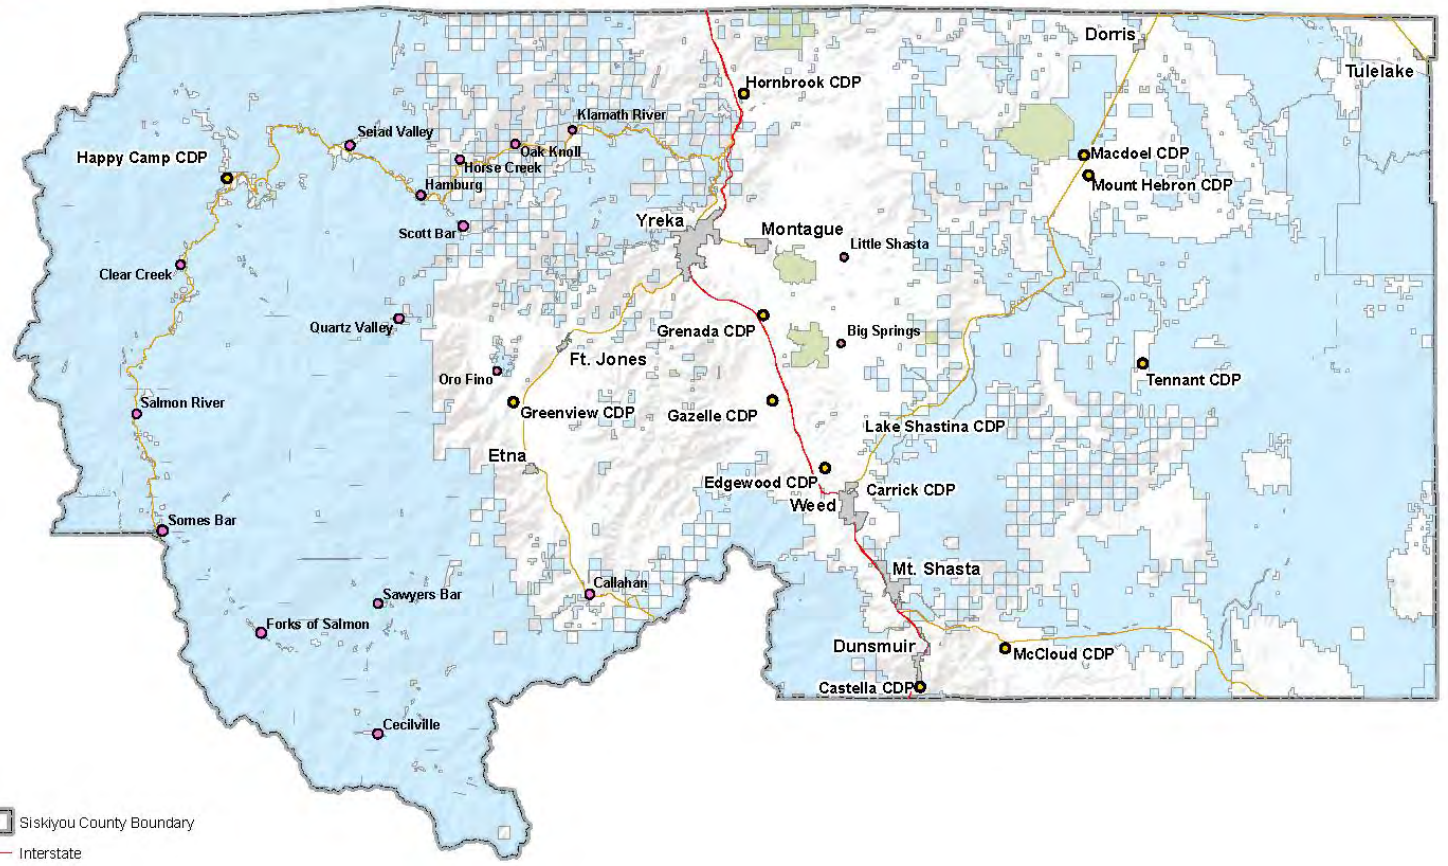 Dorris
Tulelake
Hornbrook CDP
Klamath River
Seiad Valley
Oak Knoll
Macdoel CDP
Happy Camp CDP
Horse Creek
Mount Hebron CDP
Hamburg
Yreka
Montague
Scott Bar
Little Shasta
Clear Creek
Quartz Valley
Grenada CDP
Big Springs
Ft. Jones
Oro Fino
Tennant CDP
Salmon River
Greenview CDP
Gazelle CDP
Lake Shastina CDP
Etna
Edgewood CDP
Carrick CDP
Weed
Somes Bar
Mt. Shasta
Callahan
Sawyers Bar
Forks of Salmon
Dunsmuir
McCloud CDP
Castella CDP
Cecilville
Siskiyou County Boundary
Interstate